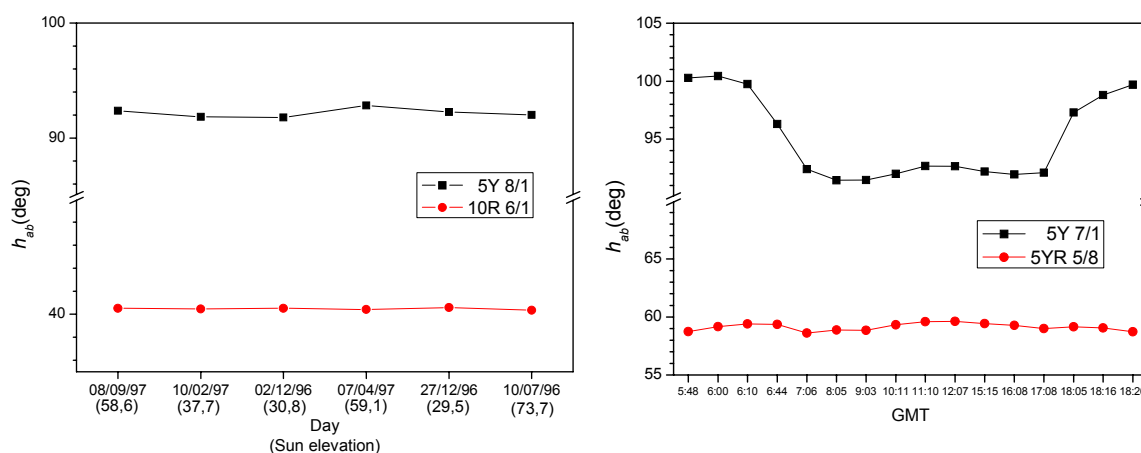 100
90
40
h_ab(deg)
5Y 8/1
10R 6/1
08/09/97 10/02/97 02/12/96 07/04/97 27/12/96 10/07/96
(58,6) (37,7) (30,8) (59,1) (29,5) (73,7)
Day
(Sun elevation)
105
100
95
65
60
55
h_ab(deg)
5Y 7/1
5YR 5/8
5:48 6:00 6:10 6:44 7:06 8:05 9:03 10:11 11:10 12:07 15:15 16:08 17:08 18:05 18:16
GMT